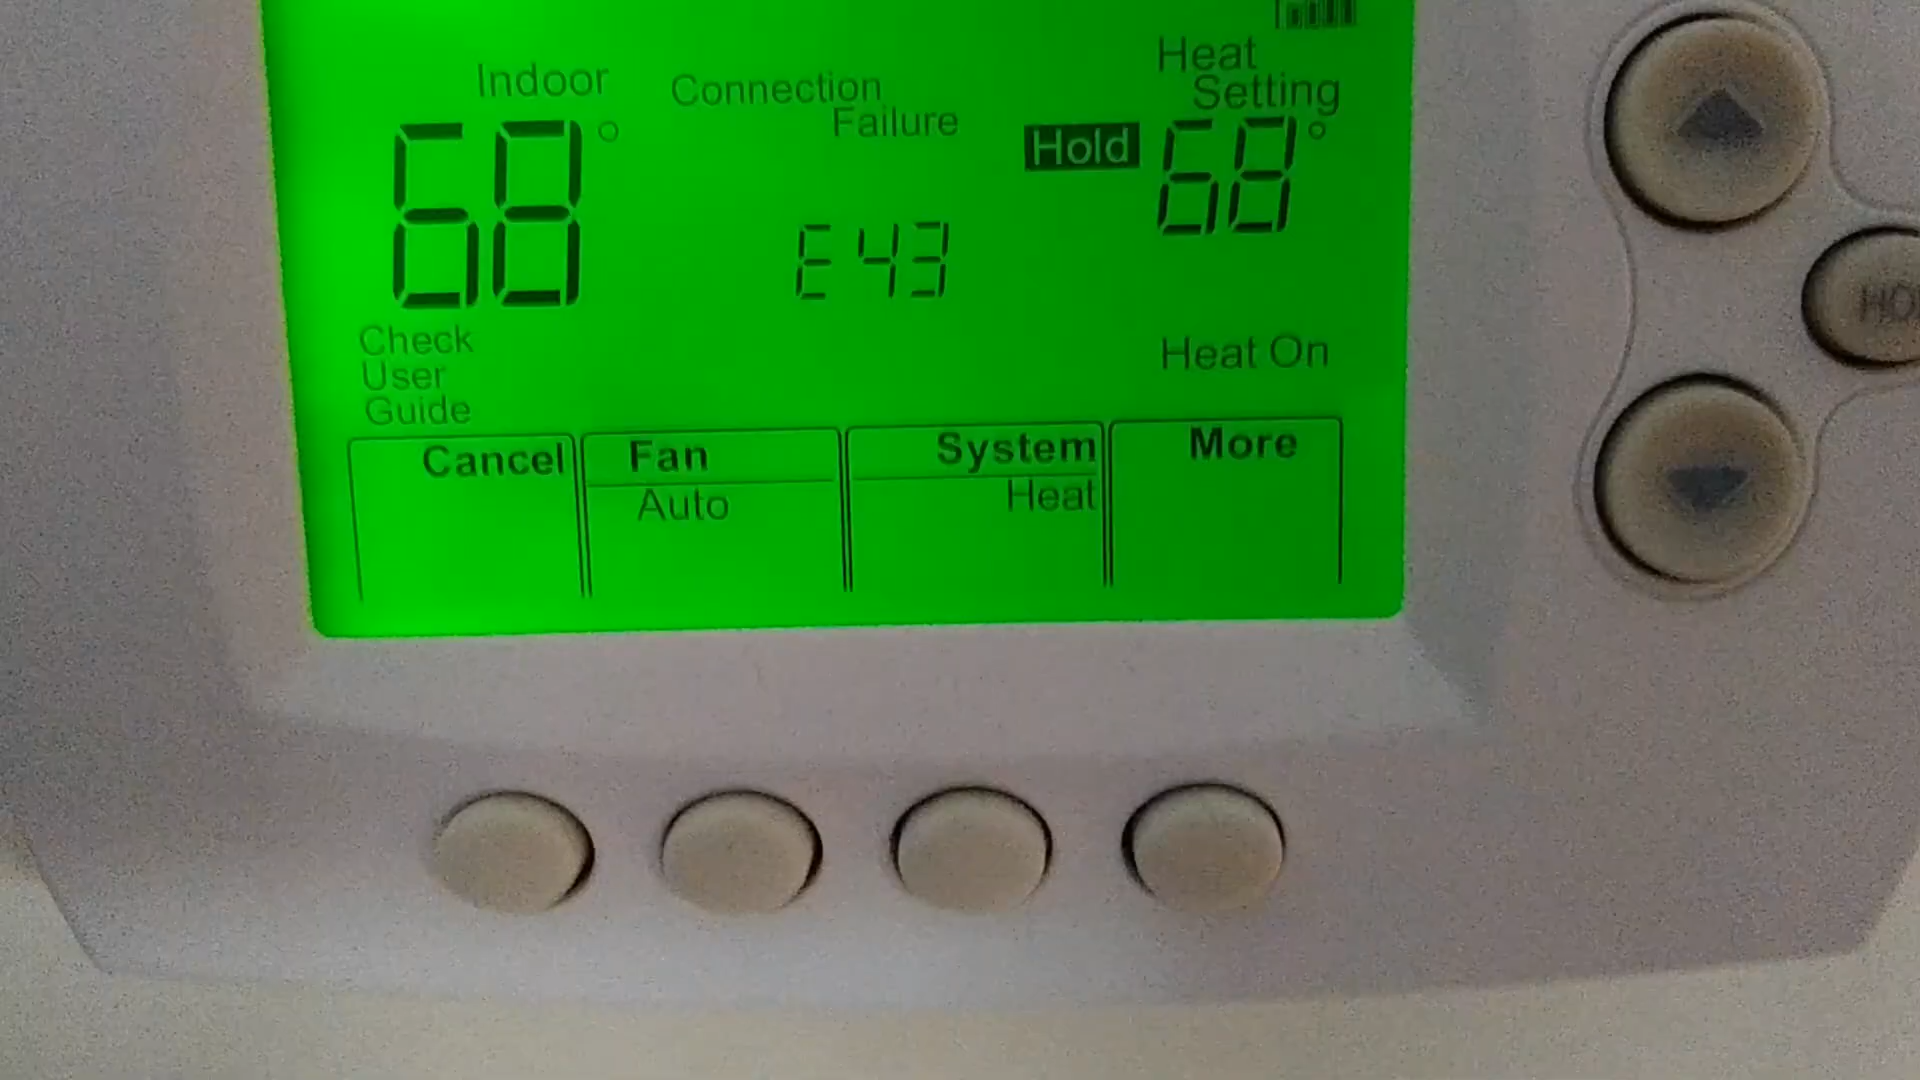 Indoor
Connection
Failure
Heat
Setting
68°
Hold
68°
E43
Check
User
Guide
Heat On
Cancel
Fan
Auto
System
Heat
More